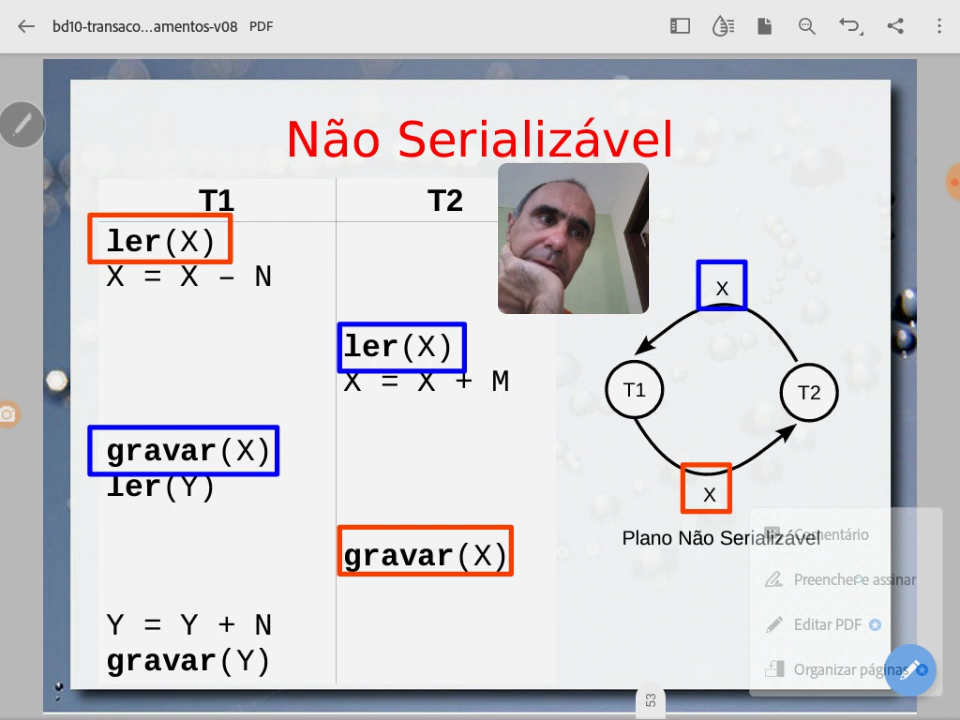 bd10-transaco...amentos-v08 PDF
Não Serializável
T1 T2
ler(X)
X = X – N
ler(X)
X = X + M
gravar(X)
ler(Y)
gravar(X)
Y = Y + N
gravar(Y)
X
T1 T2
X
Plano Não Serializável
Comentário
Preencher e assinar
Editar PDF
Organizar páginas
53